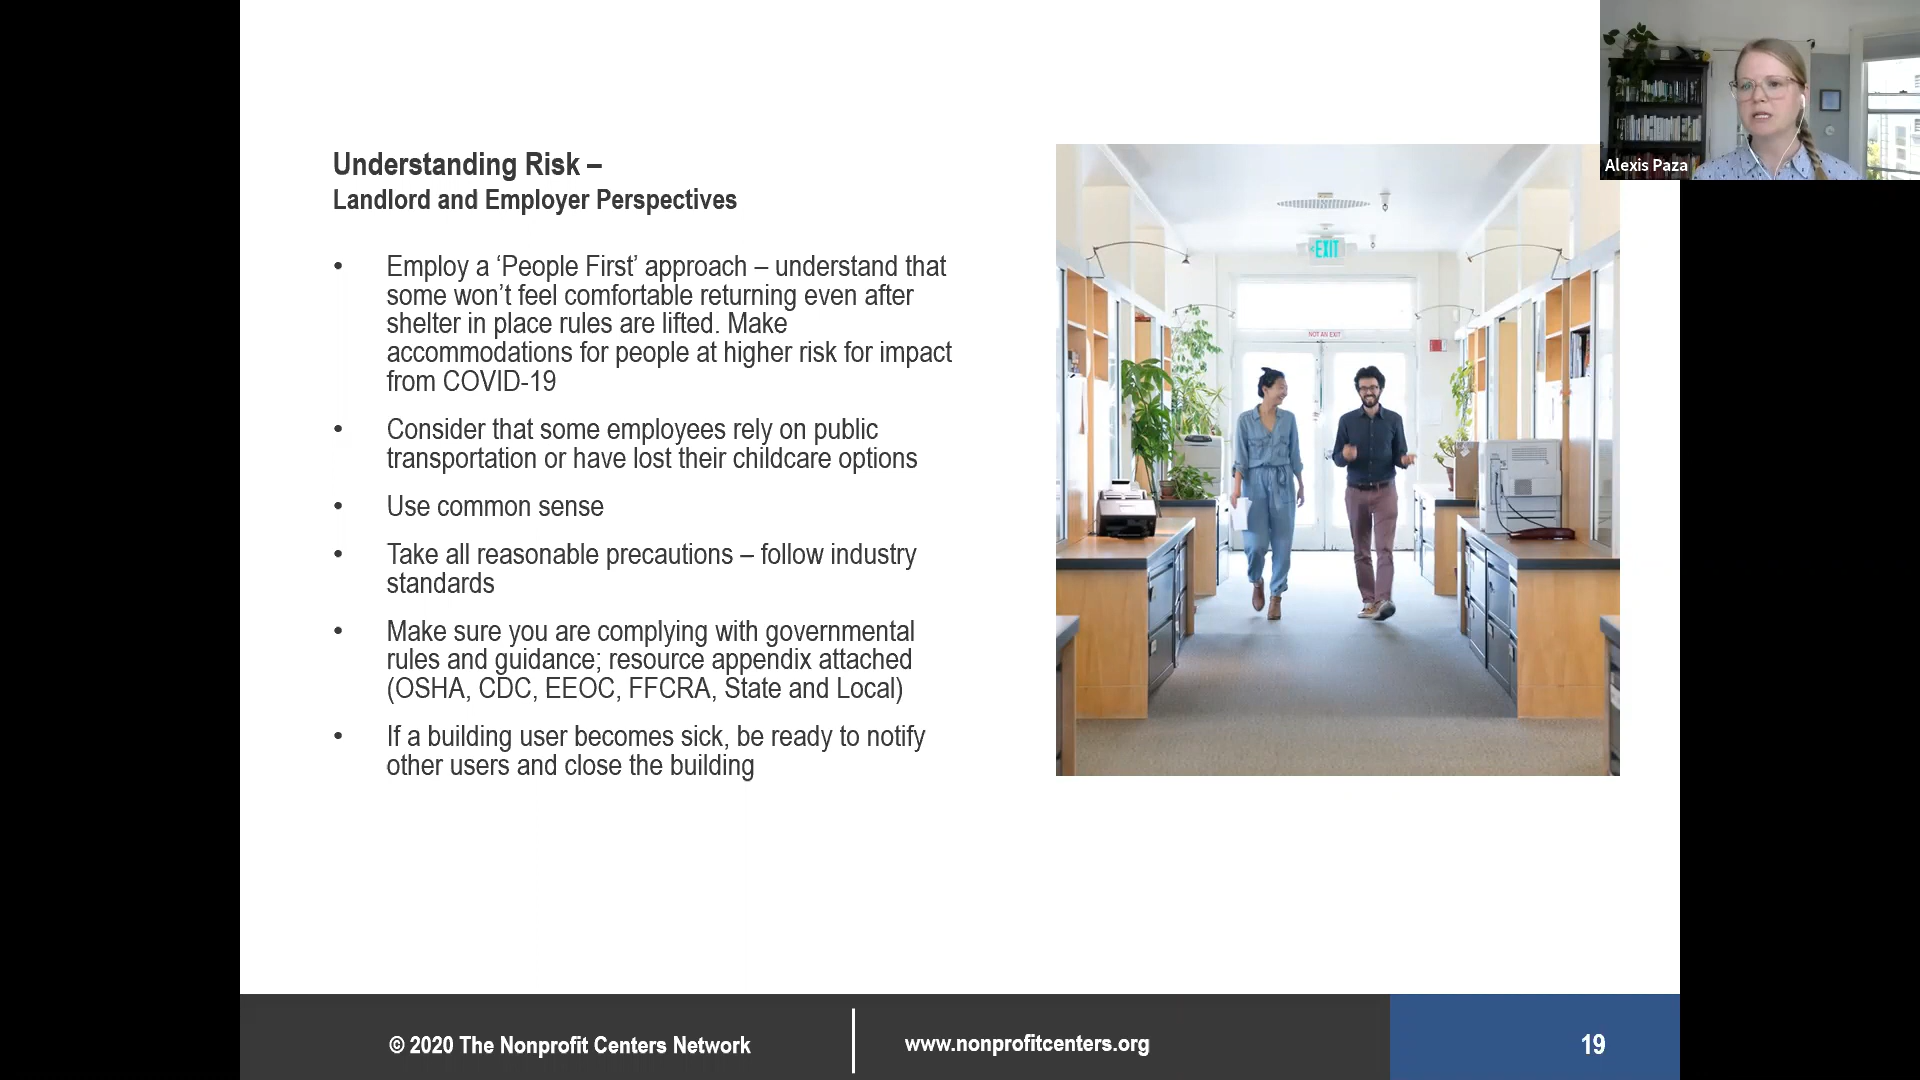 Alexis Paza
Understanding Risk –
Landlord and Employer Perspectives
• Employ a ‘People First’ approach – understand that
some won’t feel comfortable returning even after
shelter in place rules are lifted. Make
accommodations for people at higher risk for impact
from COVID-19
• Consider that some employees rely on public
transportation or have lost their childcare options
• Use common sense
• Take all reasonable precautions – follow industry
standards
• Make sure you are complying with governmental
rules and guidance; resource appendix attached
(OSHA, CDC, EEOC, FFCRA, State and Local)
• If a building user becomes sick, be ready to notify
other users and close the building
EXIT
NOT AN EXIT
© 2020 The Nonprofit Centers Network
www.nonprofitcenters.org
19